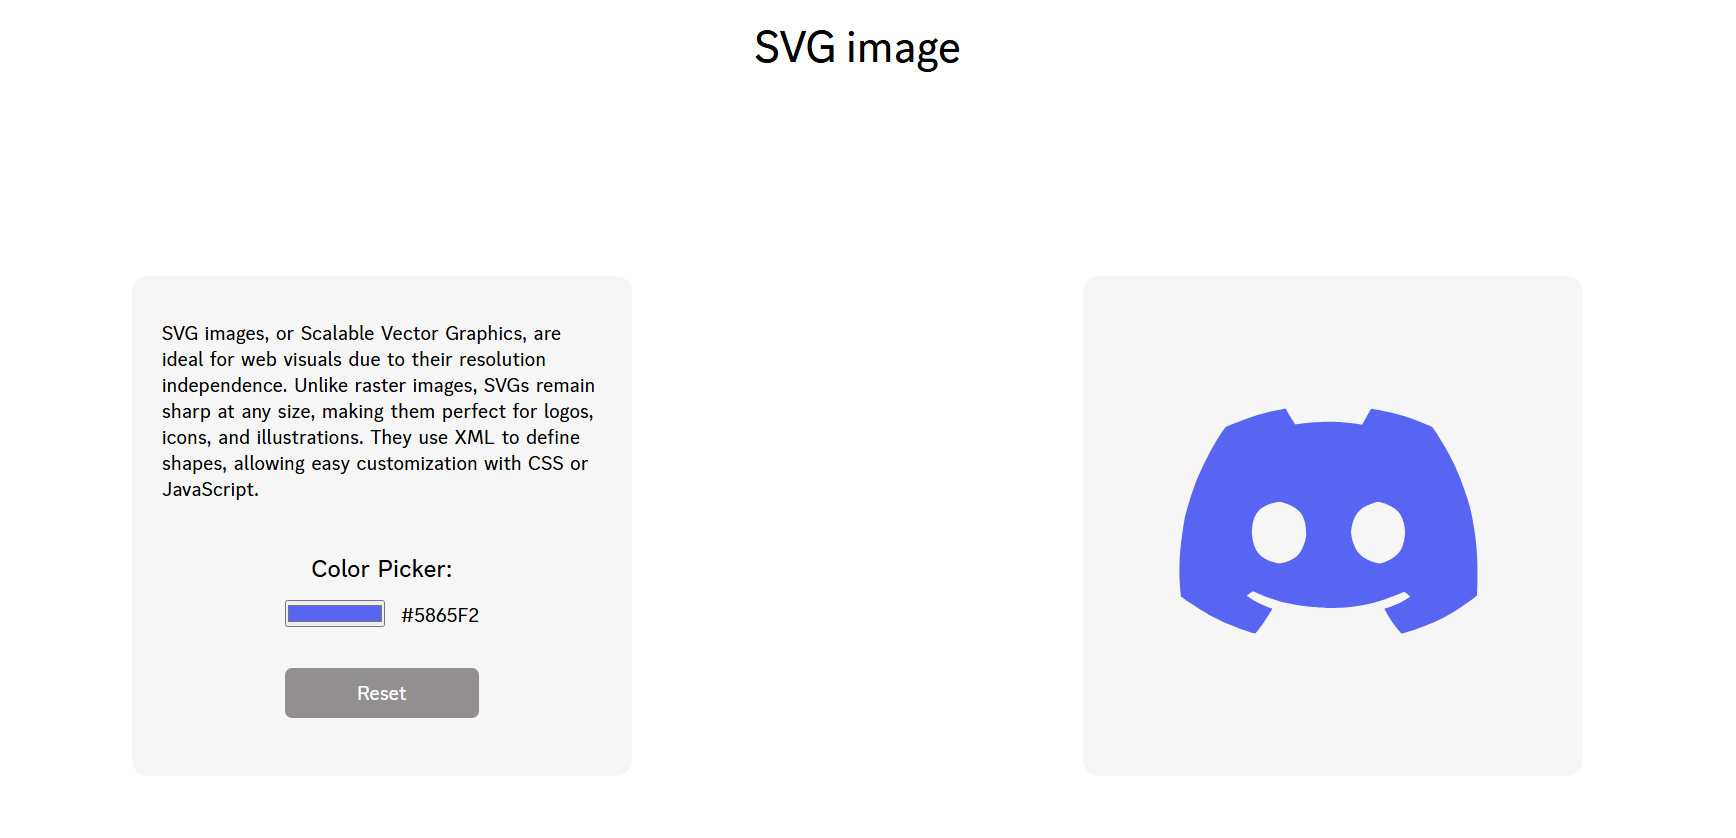 SVG image
SVG images, or Scalable Vector Graphics, are
ideal for web visuals due to their resolution
independence. Unlike raster images, SVGs remain
sharp at any size, making them perfect for logos,
icons, and illustrations. They use XML to define
shapes, allowing easy customization with CSS or
JavaScript.
Color Picker:
#5865F2
Reset